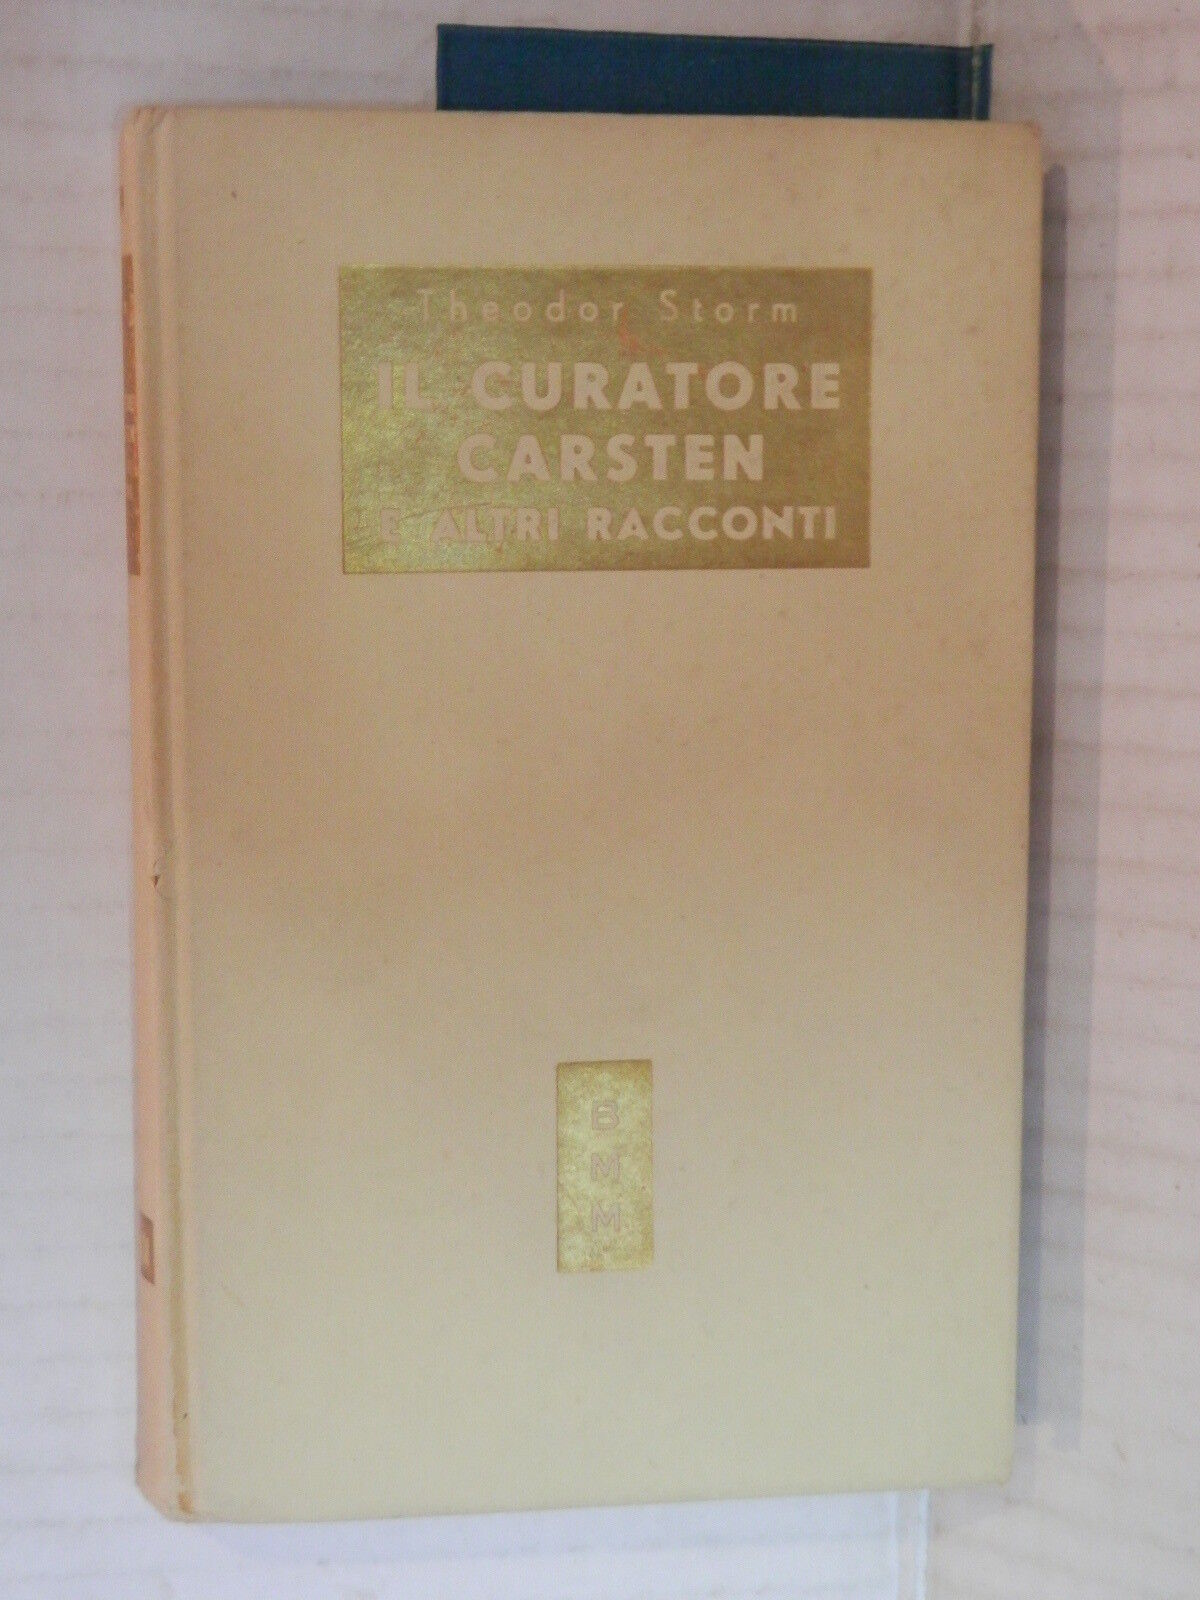 Theodor Storm
IL CURATORE
CARSTEN
E ALTRI RACCONTI
B
M
M